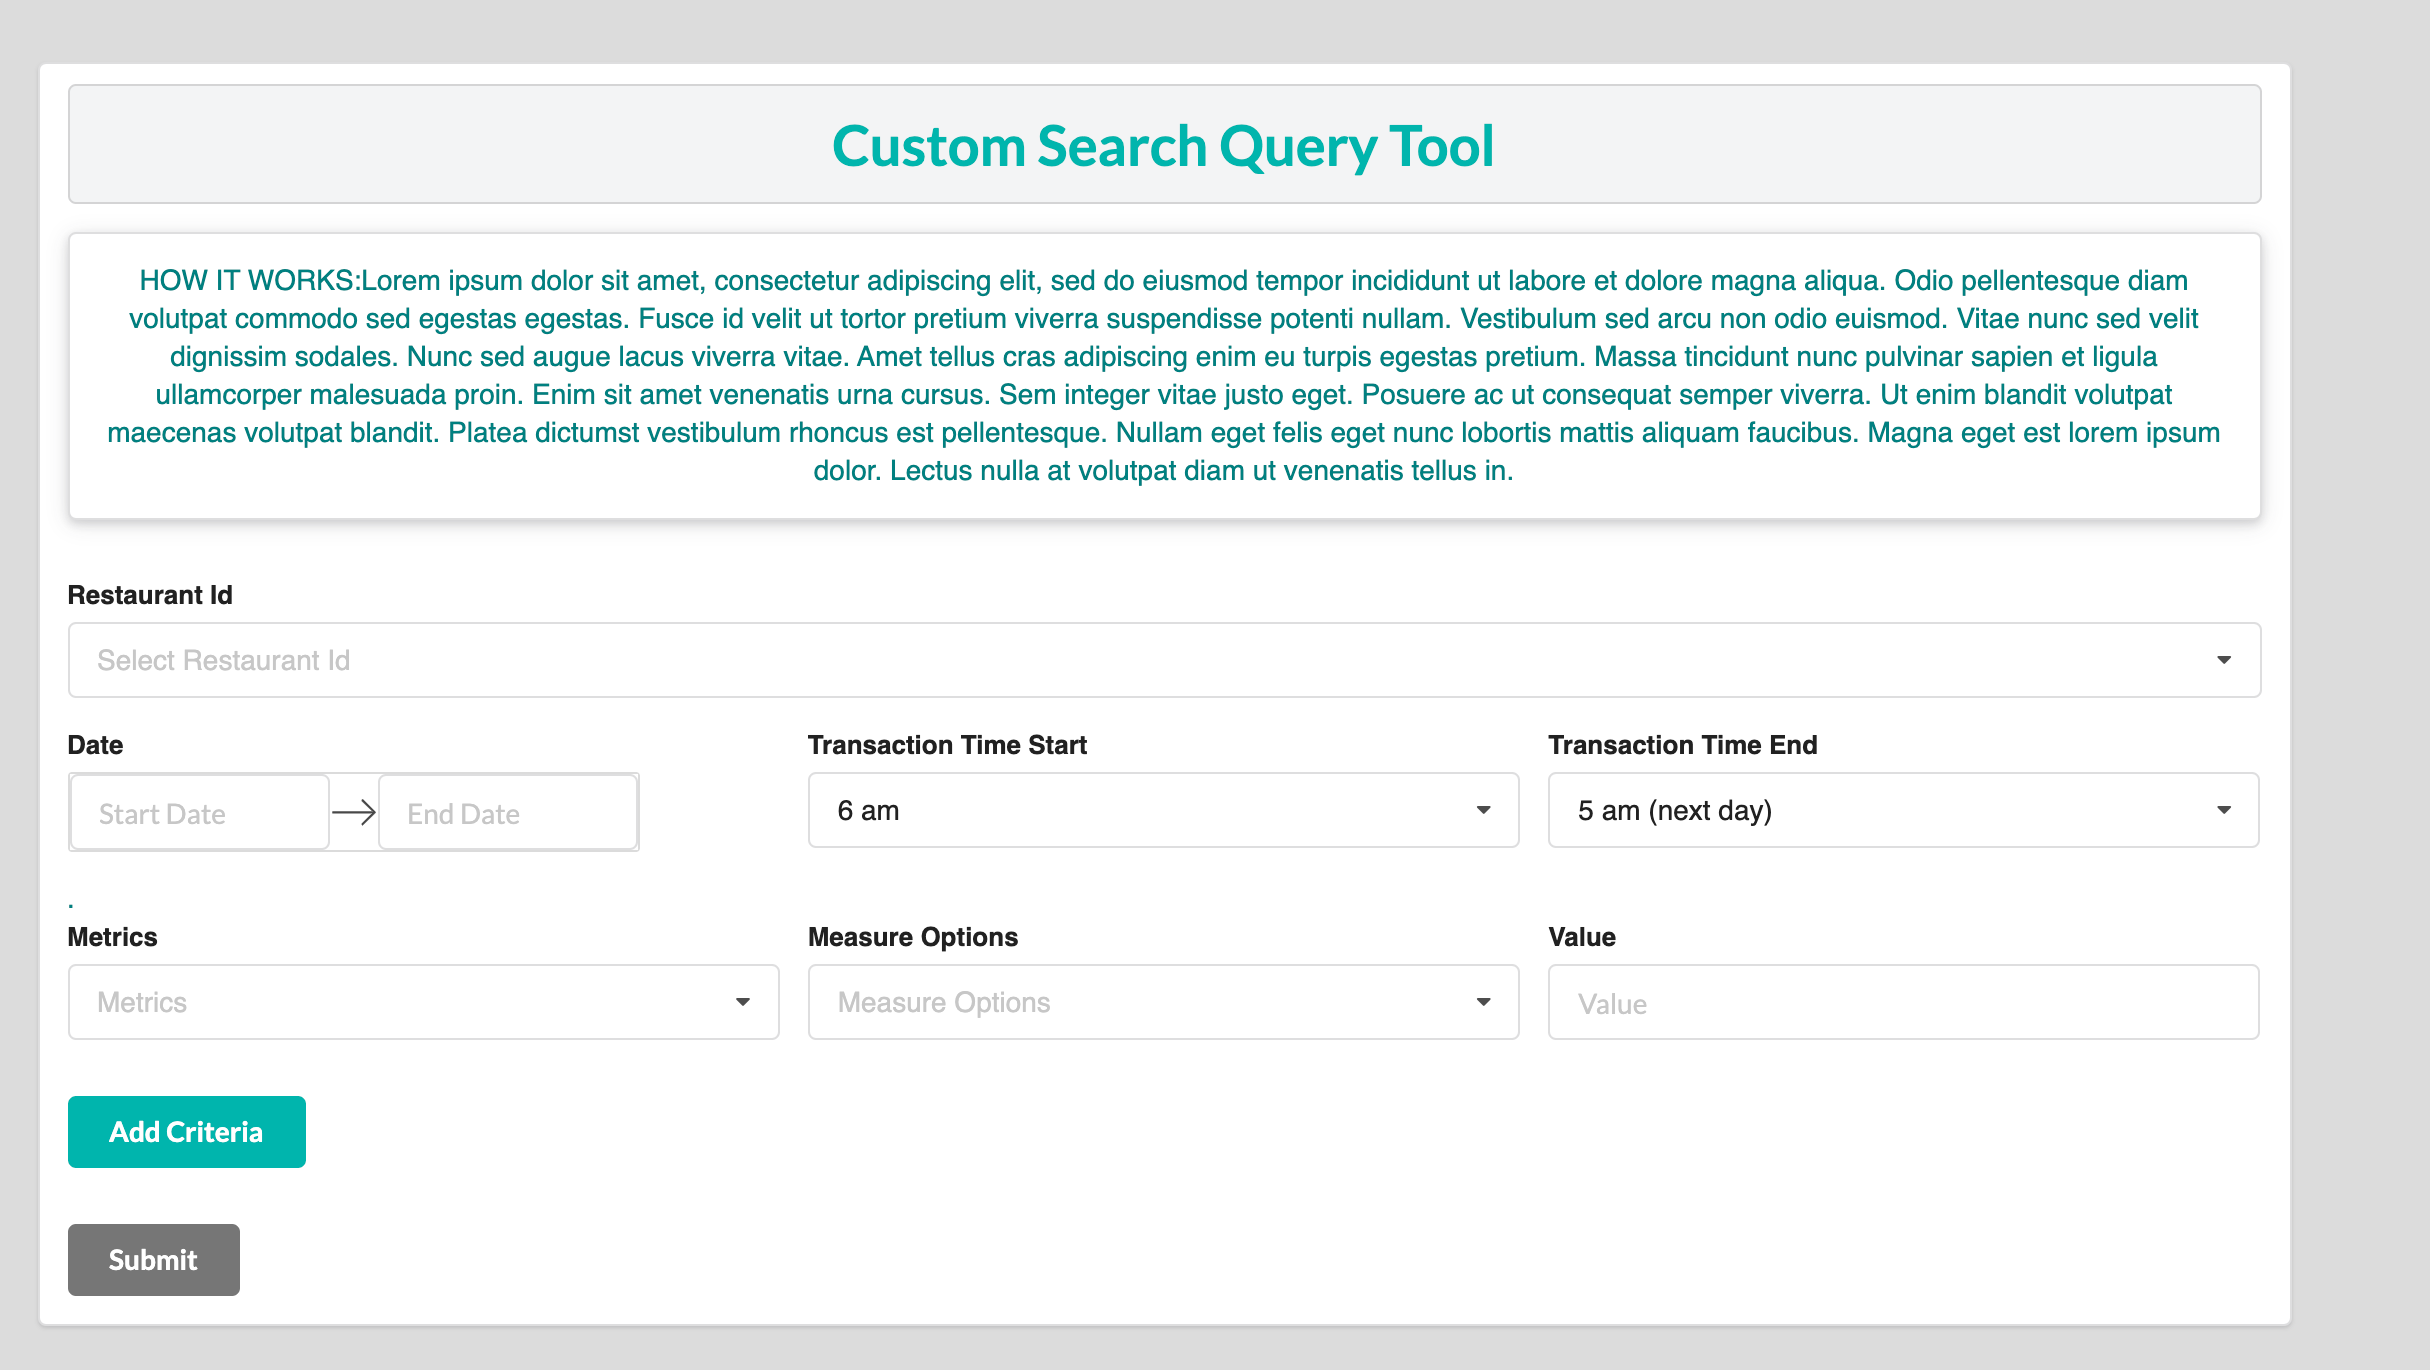 Custom Search Query Tool
HOW IT WORKS:Lorem ipsum dolor sit amet, consectetur adipiscing elit, sed do eiusmod tempor incididunt ut labore et dolore magna aliqua. Odio pellentesque diam
volutpat commodo sed egestas egestas. Fusce id velit ut tortor pretium viverra suspendisse potenti nullam. Vestibulum sed arcu non odio euismod. Vitae nunc sed velit
dignissim sodales. Nunc sed augue lacus viverra vitae. Amet tellus cras adipiscing enim eu turpis egestas pretium. Massa tincidunt nunc pulvinar sapien et ligula
ullamcorper malesuada proin. Enim sit amet venenatis urna cursus. Sem integer vitae justo eget. Posuere ac ut consequat semper viverra. Ut enim blandit volutpat
maecenas volutpat blandit. Platea dictumst vestibulum rhoncus est pellentesque. Nullam eget felis eget nunc lobortis mattis aliquam faucibus. Magna eget est lorem ipsum
dolor. Lectus nulla at volutpat diam ut venenatis tellus in.
Restaurant Id
Select Restaurant Id
Date Transaction Time Start Transaction Time End
Start Date End Date 6 am 5 am (next day)
.
Metrics Measure Options Value
Metrics Measure Options Value
Add Criteria
Submit